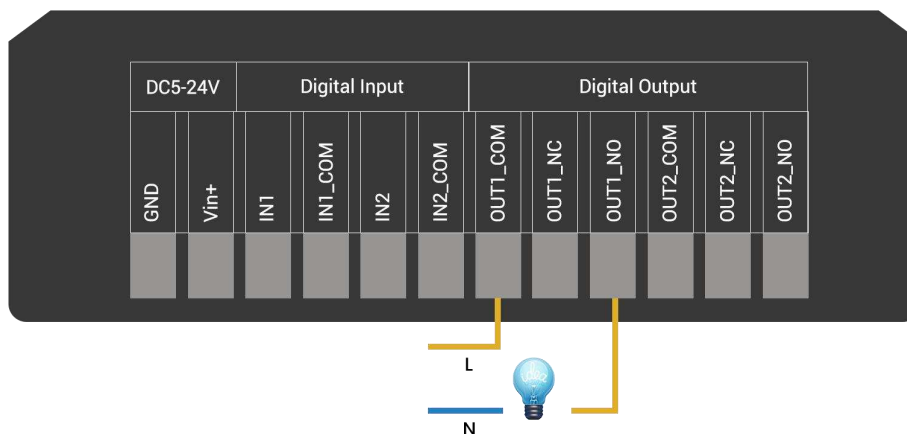 DC5-24V
Digital Input
Digital Output
GND
Vin+
IN1
IN1_COM
IN2
IN2_COM
OUT1_COM
OUT1_NC
OUT1_NO
OUT2_COM
OUT2_NC
OUT2_NO
L
N